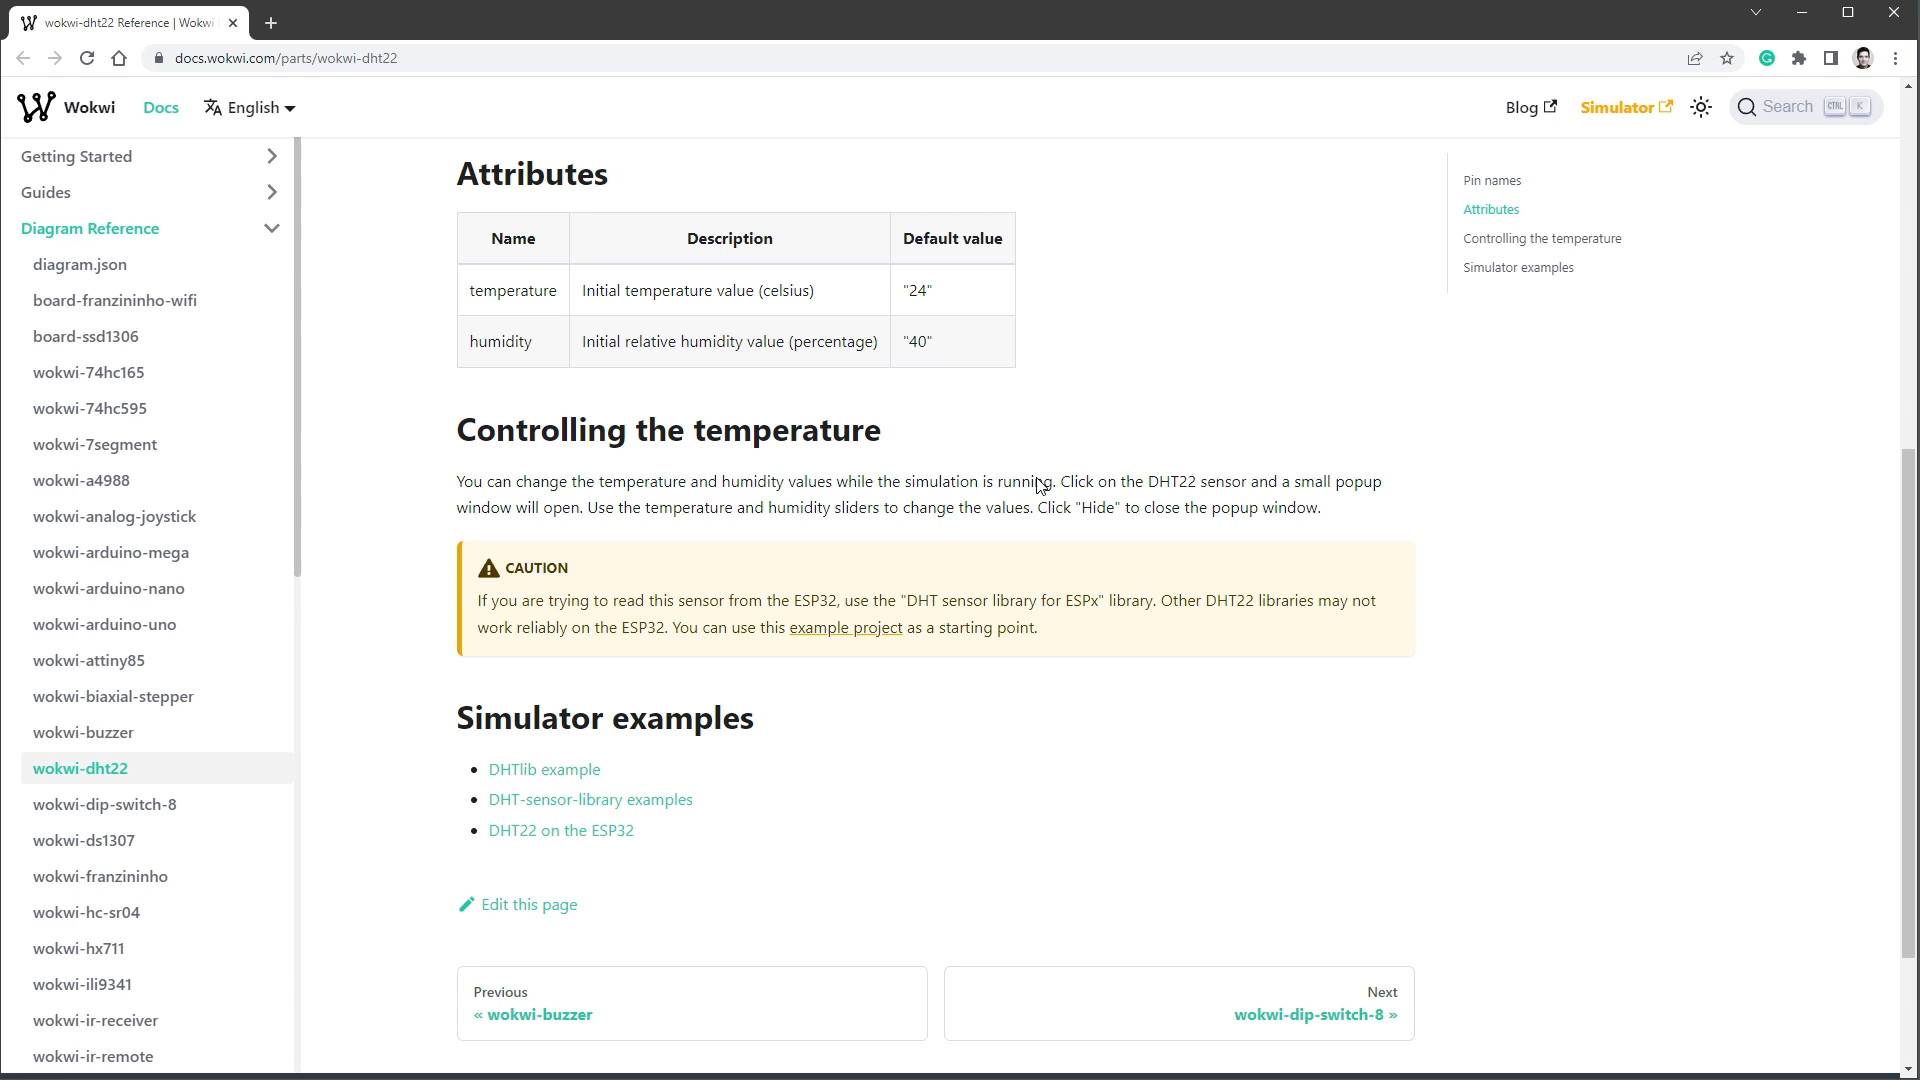 wokwi-dht22 Reference | Wokwi
docs.wokwi.com/parts/wokwi-dht22
Wokwi
Docs
English
Blog
Simulator
Search
CTRL
K
Getting Started
Guides
Diagram Reference
diagram.json
board-franzininho-wifi
board-ssd1306
wokwi-74hc165
wokwi-74hc595
wokwi-7segment
wokwi-a4988
wokwi-analog-joystick
wokwi-arduino-mega
wokwi-arduino-nano
wokwi-arduino-uno
wokwi-attiny85
wokwi-biaxial-stepper
wokwi-buzzer
wokwi-dht22
wokwi-dip-switch-8
wokwi-ds1307
wokwi-franzininho
wokwi-hc-sr04
wokwi-hx711
wokwi-ili9341
wokwi-ir-receiver
wokwi-ir-remote
Attributes
Name Description Default value
temperature Initial temperature value (celsius) "24"
humidity Initial relative humidity value (percentage) "40"
Controlling the temperature
You can change the temperature and humidity values while the simulation is running. Click on the DHT22 sensor and a small popup
window will open. Use the temperature and humidity sliders to change the values. Click "Hide" to close the popup window.
CAUTION
If you are trying to read this sensor from the ESP32, use the "DHT sensor library for ESPx" library. Other DHT22 libraries may not
work reliably on the ESP32. You can use this example project as a starting point.
Simulator examples
DHTlib example
DHT-sensor-library examples
DHT22 on the ESP32
Edit this page
Previous
« wokwi-buzzer
Next
wokwi-dip-switch-8 »
Pin names
Attributes
Controlling the temperature
Simulator examples